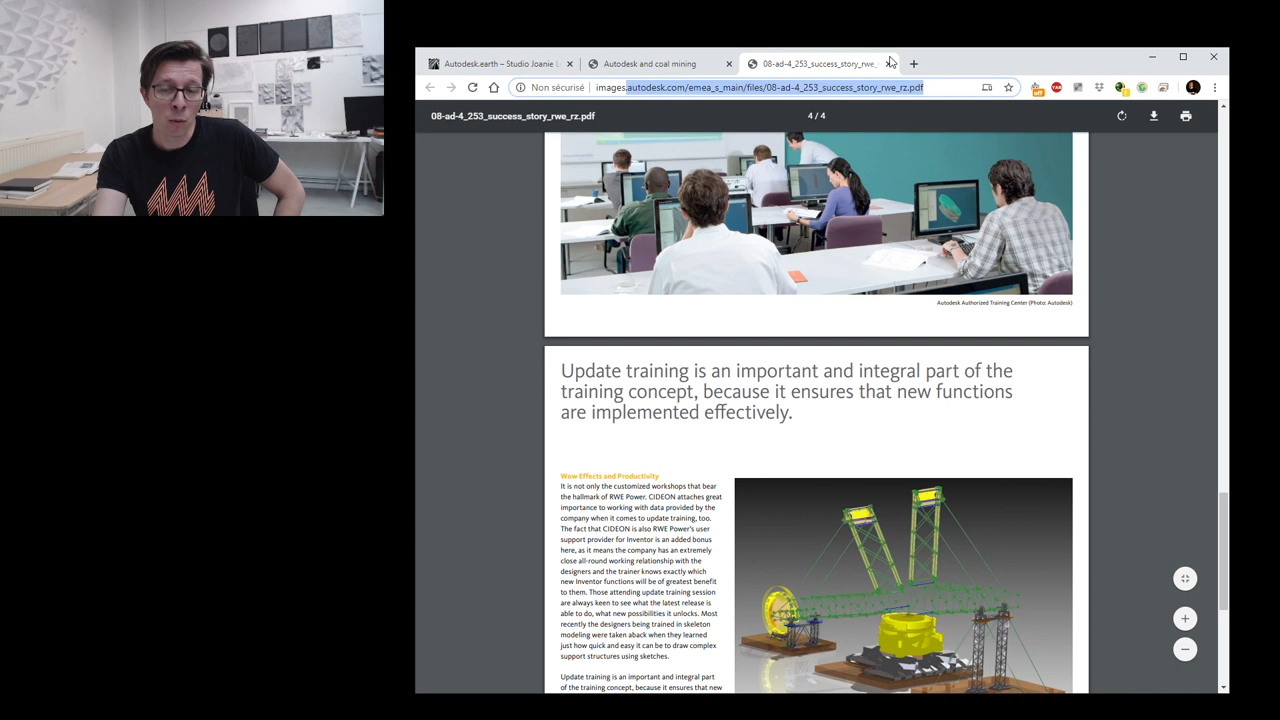 Autodesk.earth – Studio Joanie L
Autodesk and coal mining
08-ad-4_253_success_story_rwe_
Non sécurisé
images.autodesk.com/emea_s_main/files/08-ad-4_253_success_story_rwe_rz.pdf
08-ad-4_253_success_story_rwe_rz.pdf
4 / 4
Autodesk Authorized Training Center (Photo: Autodesk)
Update training is an important and integral part of the
training concept, because it ensures that new functions
are implemented effectively.
Wow Effects and Productivity
It is not only the customized workshops that bear
the hallmark of RWE Power. CIDEON attaches great
importance to working with data provided by the
company when it comes to update training, too.
The fact that CIDEON is also RWE Power's user
support provider for Inventor is an added bonus
here, as it means the company has an extremely
close all-round working relationship with the
designers and the trainer knows exactly which
new Inventor functions will be of greatest benefit
to them. Those attending update training session
are always keen to see what the latest release is
able to do, what new possibilities it unlocks. Most
recently the designers being trained in skeleton
modeling were taken aback when they learned
just how quick and easy it can be to draw complex
support structures using sketches.
Update training is an important and integral part
of the training concept, because it ensures that new